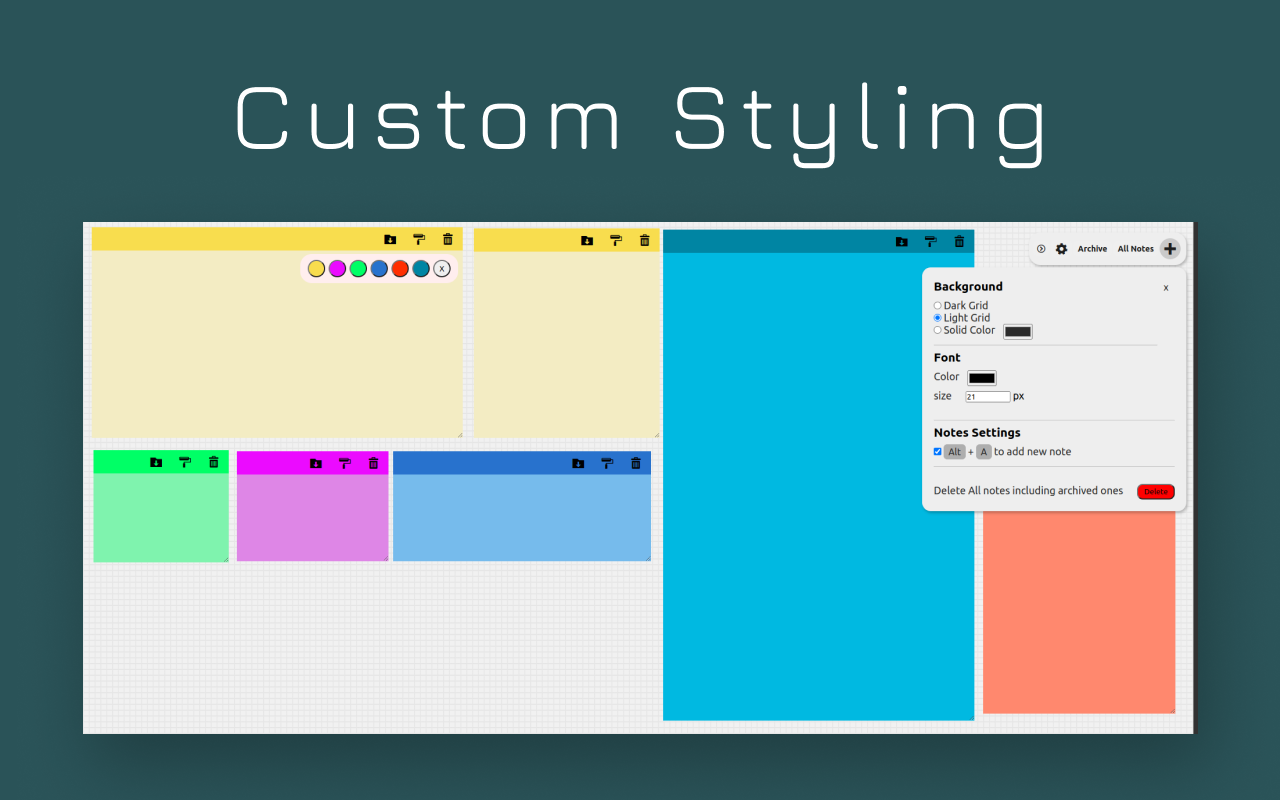 Custom Styling
x
Archive All Notes
Background x
Dark Grid
Light Grid
Solid Color
Font
Color
size 21 px
Notes Settings
Alt + A to add new note
Delete All notes including archived ones Delete